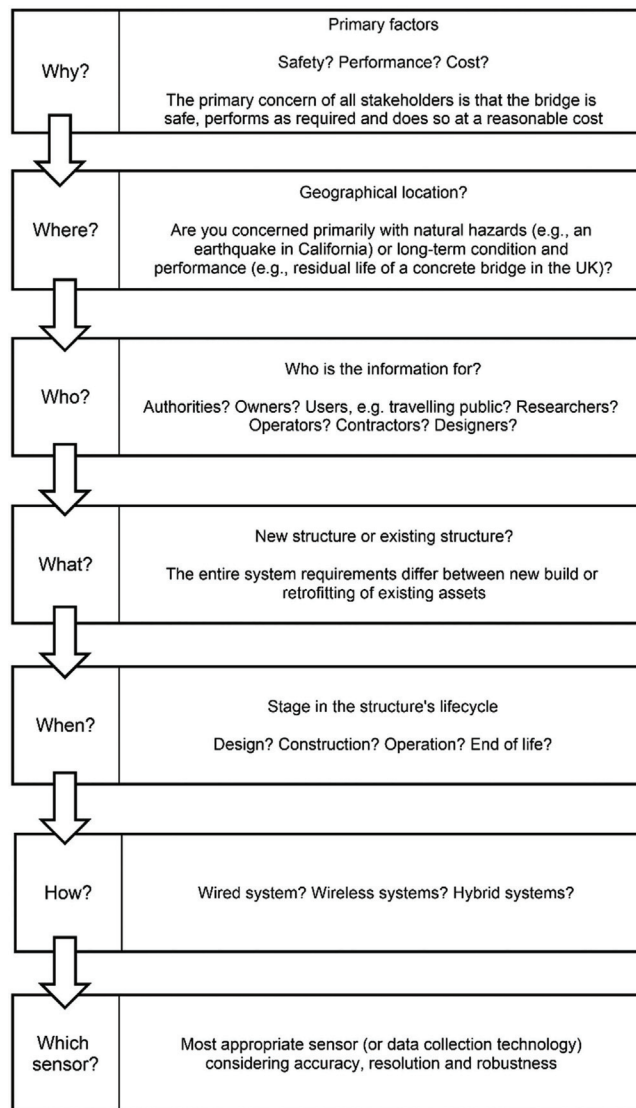 Why?
Primary factors
Safety? Performance? Cost?
The primary concern of all stakeholders is that the bridge is
safe, performs as required and does so at a reasonable cost
Where?
Geographical location?
Are you concerned primarily with natural hazards (e.g., an
earthquake in California) or long-term condition and
performance (e.g., residual life of a concrete bridge in the UK)?
Who?
Who is the information for?
Authorities? Owners? Users, e.g. travelling public? Researchers?
Operators? Contractors? Designers?
What?
New structure or existing structure?
The entire system requirements differ between new build or
retrofitting of existing assets
When?
Stage in the structure's lifecycle
Design? Construction? Operation? End of life?
How?
Wired system? Wireless systems? Hybrid systems?
Which
sensor?
Most appropriate sensor (or data collection technology)
considering accuracy, resolution and robustness